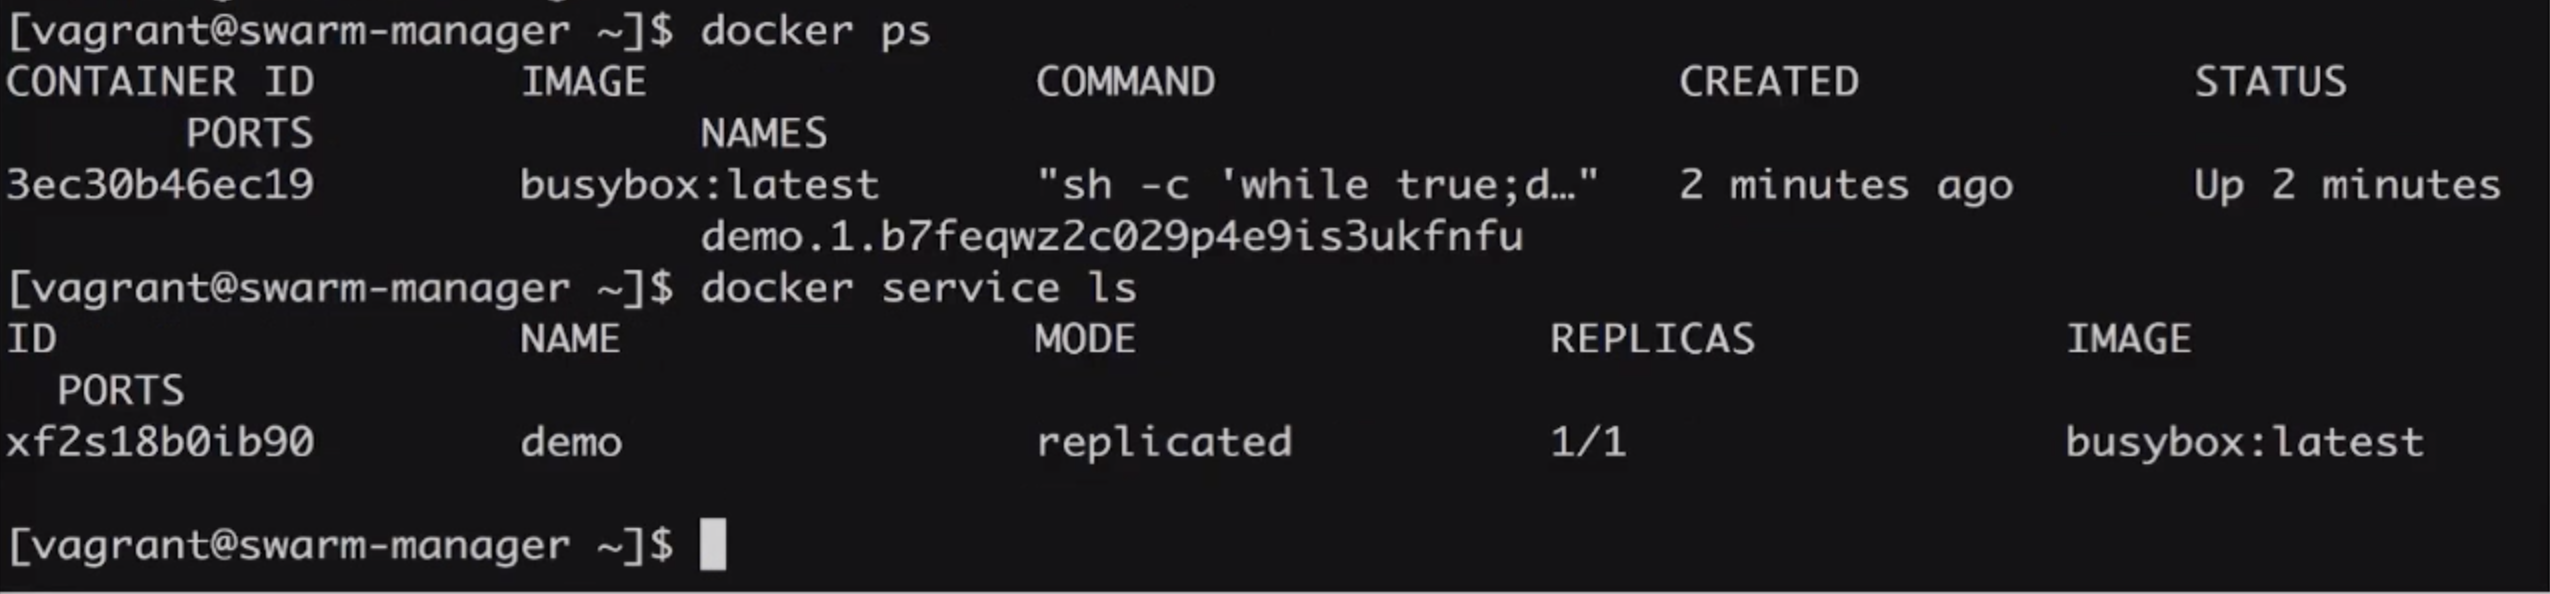 [vagrant@swarm-manager ~]$ docker ps
CONTAINER ID        IMAGE               COMMAND                  CREATED             STATUS
       PORTS               NAMES
3ec30b46ec19        busybox:latest      "sh -c 'while true;d…"   2 minutes ago       Up 2 minutes
                           demo.1.b7feqwz2c029p4e9is3ukfnfu
[vagrant@swarm-manager ~]$ docker service ls
ID                  NAME                MODE                REPLICAS            IMAGE
  PORTS
xf2s18b0ib90        demo                replicated          1/1                 busybox:latest
[vagrant@swarm-manager ~]$